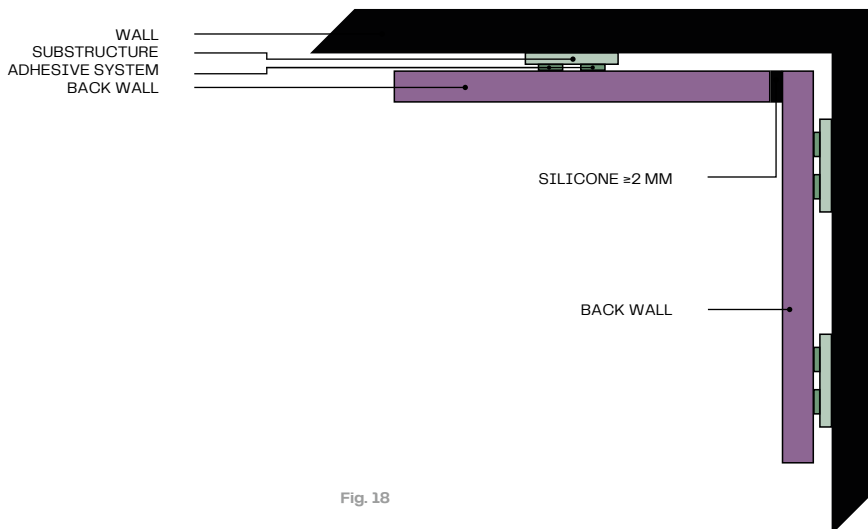 WALL
SUBSTRUCTURE
ADHESIVE SYSTEM
BACK WALL
SILICONE ≥2 MM
BACK WALL
Fig. 18